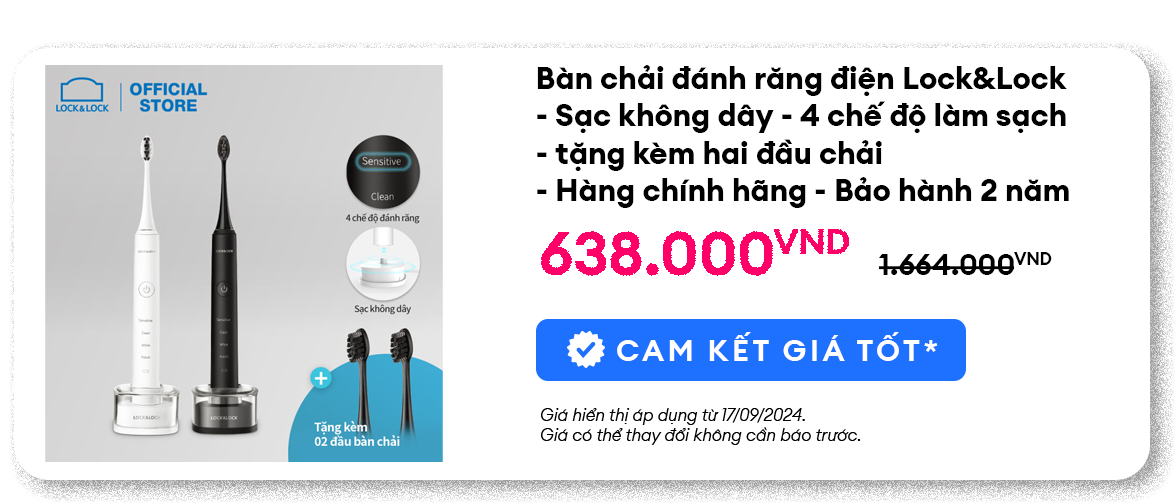 LOCK&LOCK
OFFICIAL
STORE
Sensitive
Clean
4 chế độ đánh răng
Sạc không dây
LOCK&LOCK
LOCK&LOCK
Tặng kèm
02 đầu bàn chải
Bàn chải đánh răng điện Lock&Lock
- Sạc không dây - 4 chế độ làm sạch
- tặng kèm hai đầu chải
- Hàng chính hãng - Bảo hành 2 năm
638.000VND 1.664.000VND
CAM KẾT GIÁ TỐT*
Giá hiển thị áp dụng từ 17/09/2024.
Giá có thể thay đổi không cần báo trước.